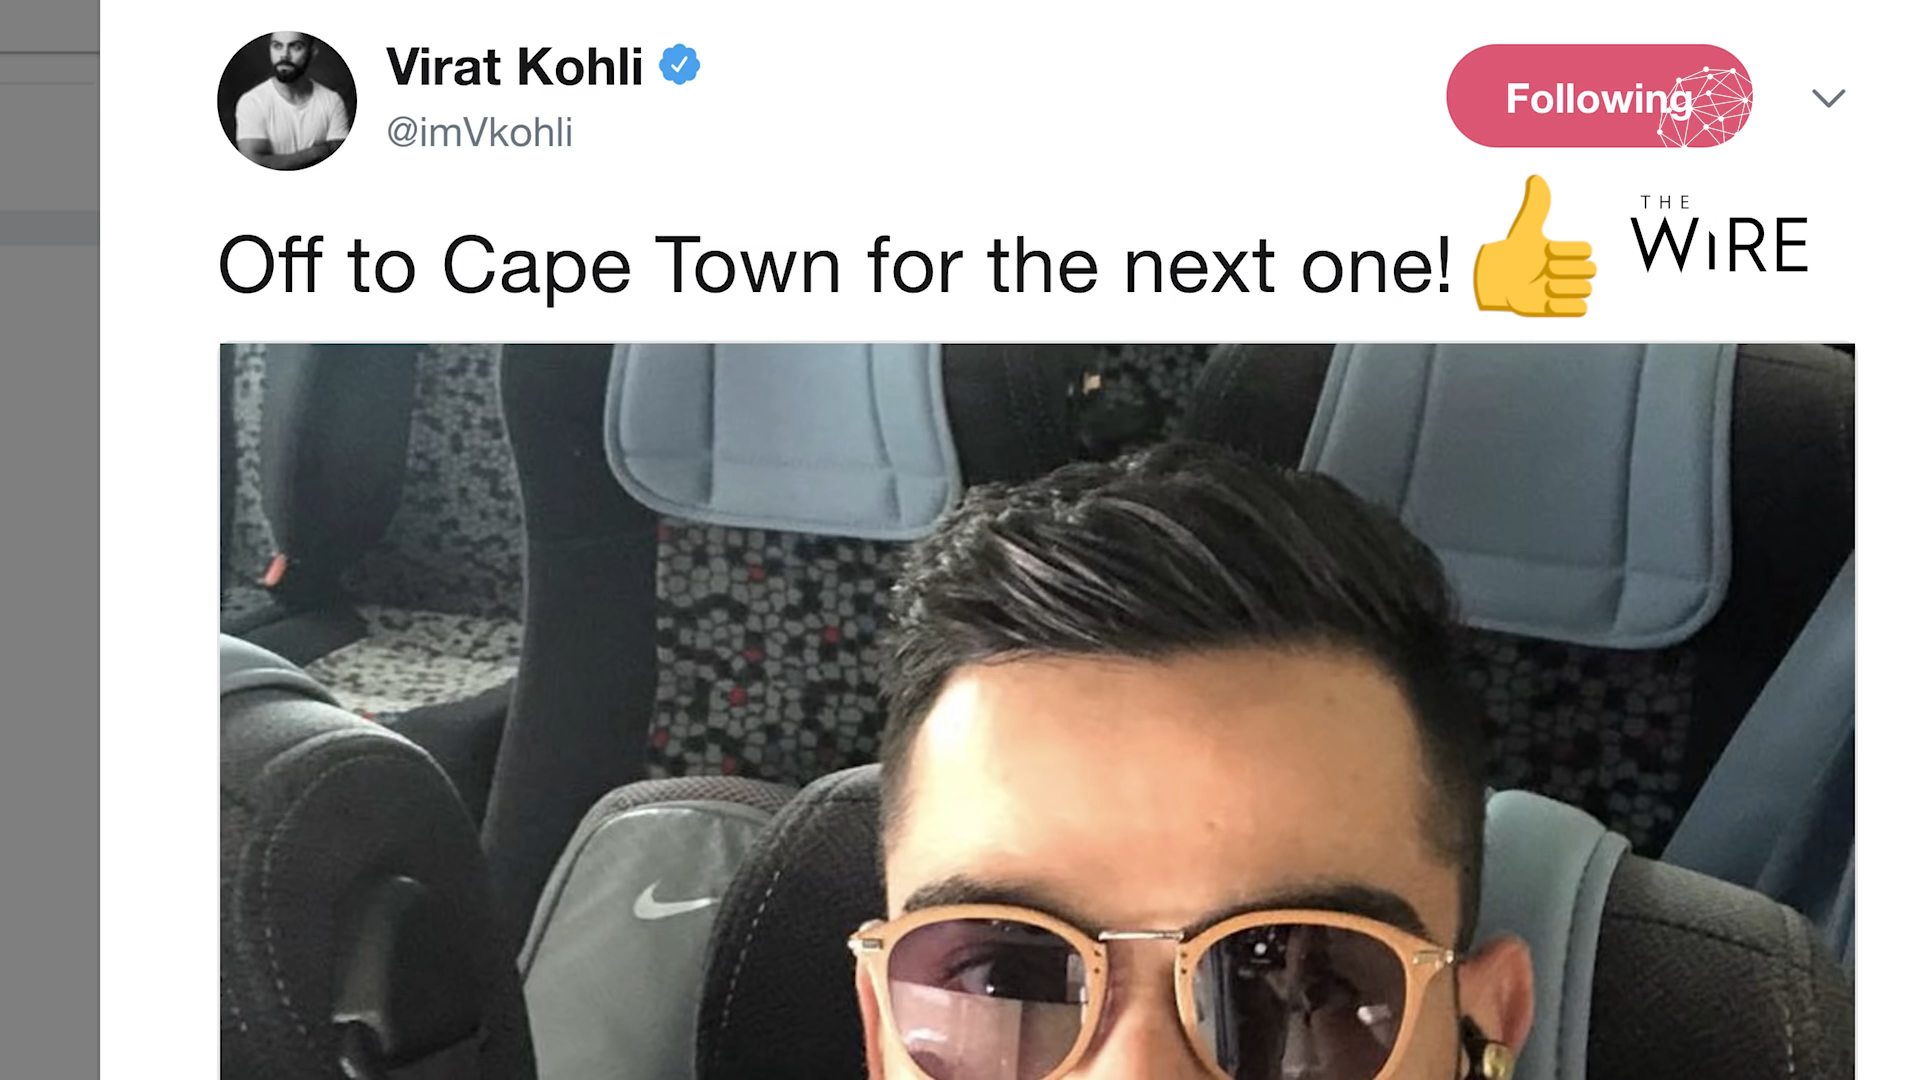 Virat Kohli
@imVkohli
Following
Off to Cape Town for the next one!
THE
WiRE